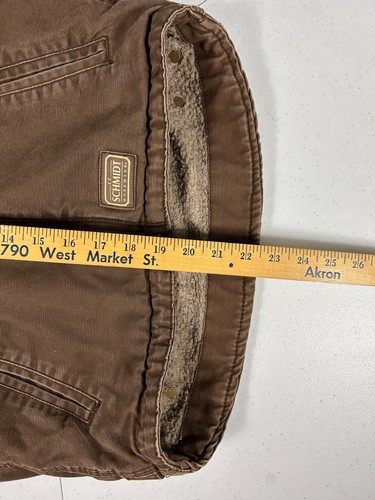 SCHMIDT
14 15 16 17 18 19 20 21 22 23 24 25 26
790 West Market St. Akron